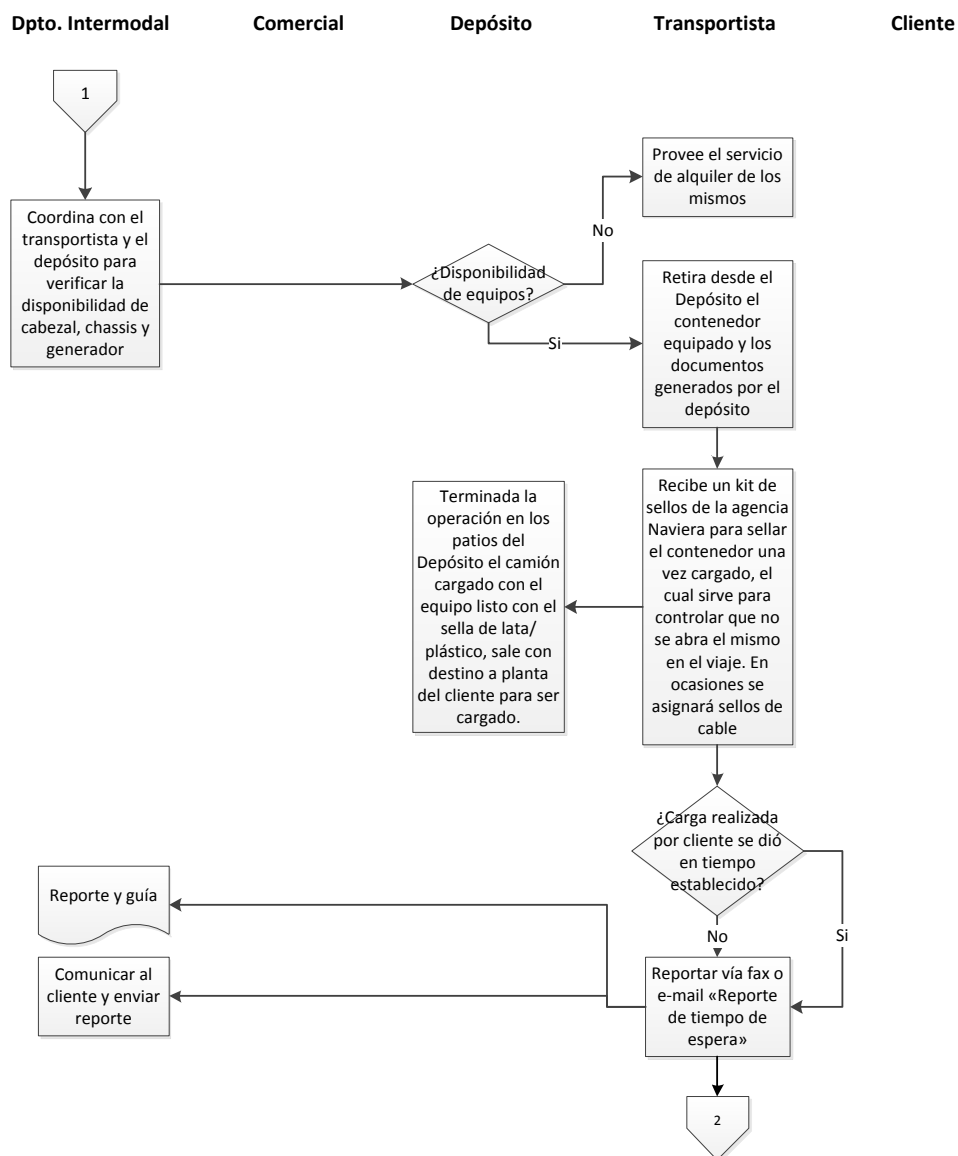 Dpto. Intermodal
Comercial
Depósito
Transportista
Cliente
1
Provee el servicio
de alquiler de los
mismos
Coordina con el
transportista y el
depósito para
verificar la
disponibilidad de
cabezal, chassis y
generador
No
¿Disponibilidad
de equipos?
Si
Retira desde el
Depósito el
contenedor
equipado y los
documentos
generados por el
depósito
Terminada la
operación en los
patios del
Depósito el camión
cargado con el
equipo listo con el
sella de lata/
plástico, sale con
destino a planta
del cliente para ser
cargado.
Recibe un kit de
sellos de la agencia
Naviera para sellar
el contenedor una
vez cargado, el
cual sirve para
controlar que no
se abra el mismo
en el viaje. En
ocasiones se
asignará sellos de
cable
¿Carga realizada
por cliente se dió
en tiempo
establecido?
No
Si
Reporte y guía
Comunicar al
cliente y enviar
reporte
Reportar vía fax o
e-mail «Reporte
de tiempo de
espera»
2